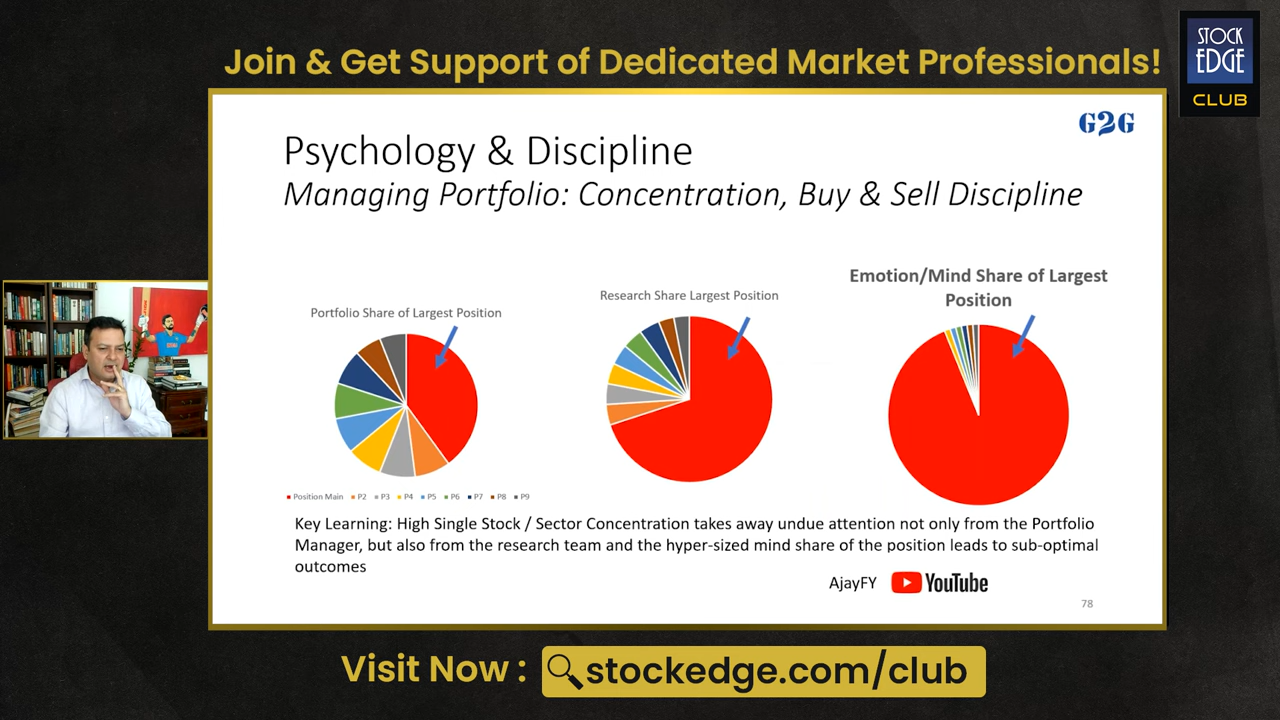 Join & Get Support of Dedicated Market Professionals!
STOCK
EDGE
CLUB
G2G
Psychology & Discipline
Managing Portfolio: Concentration, Buy & Sell Discipline
Portfolio Share of Largest Position
Research Share Largest Position
Emotion/Mind Share of Largest
Position
Position Main P2 P3 P4 P5 P6 P7 P8 P9
Key Learning: High Single Stock / Sector Concentration takes away undue attention not only from the Portfolio
Manager, but also from the research team and the hyper-sized mind share of the position leads to sub-optimal
outcomes
AjayFY YouTube
78
Visit Now : stockedge.com/club